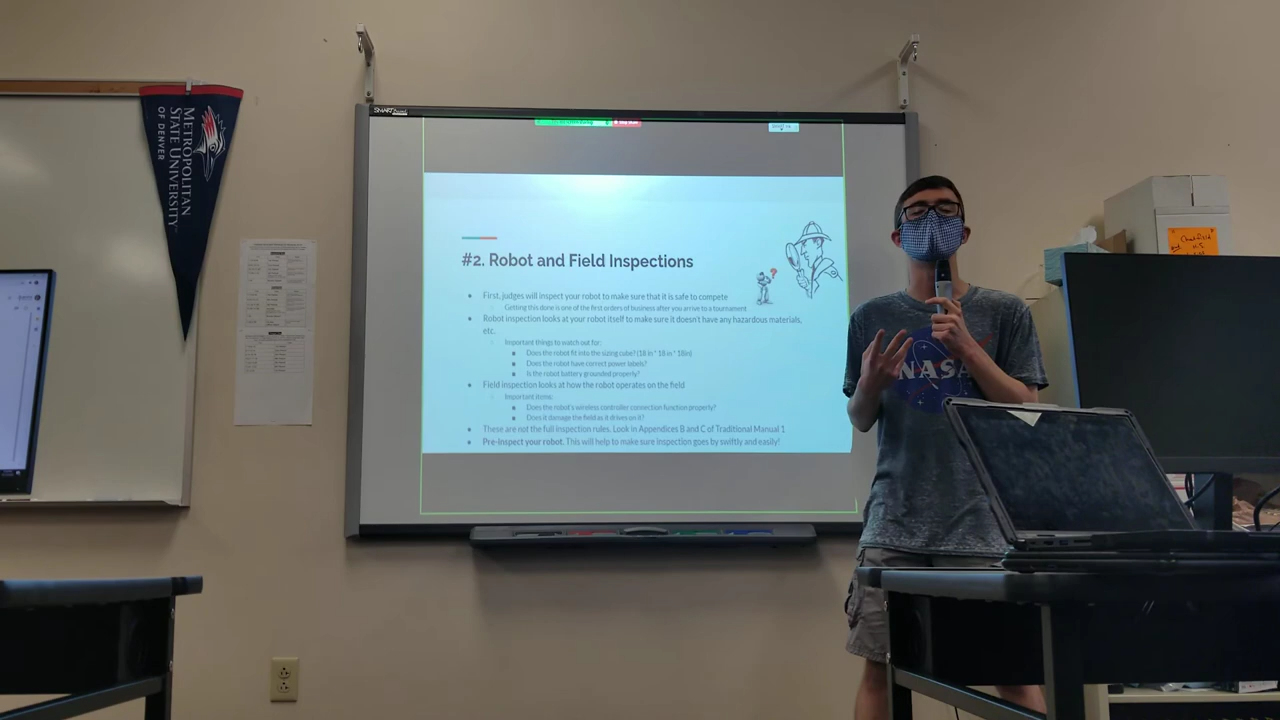 METROPOLITAN
STATE UNIVERSITY
OF DENVER
SMART
#2. Robot and Field Inspections
First, judges will inspect your robot to make sure that it is safe to compete
Getting this done is one of the first orders of business after you arrive to a tournament
Robot inspection looks at your robot itself to make sure it doesn't have any hazardous materials,
etc.
Important things to watch out for:
Does the robot fit into the sizing cube? (18 in * 18 in * 18in)
Does the robot have correct power labels?
Is the robot battery grounded properly?
Field inspection looks at how the robot operates on the field
Important items:
Does the robot's wireless controller connection function properly?
Does it damage the field as it drives on it?
These are not the full inspection rules. Look in Appendices B and C of Traditional Manual 1
Pre-inspect your robot. This will help to make sure inspection goes by swiftly and easily!
?
NASA
Chatfield
H.S